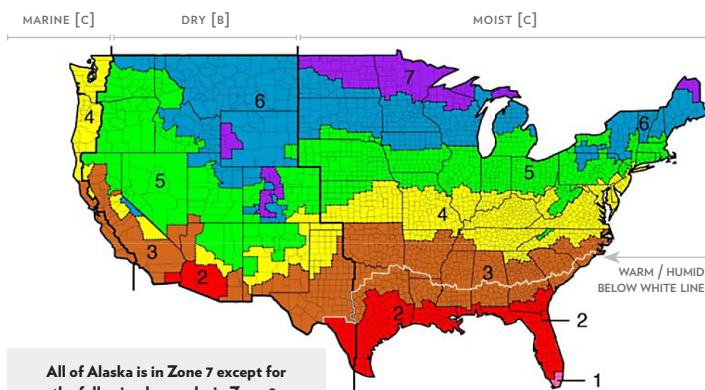 MARINE [C]
DRY [B]
MOIST [C]
7
6
4
6
5
5
4
3
3
2
2
2
1
WARM / HUMID
BELOW WHITE LINE
All of Alaska is in Zone 7 except for